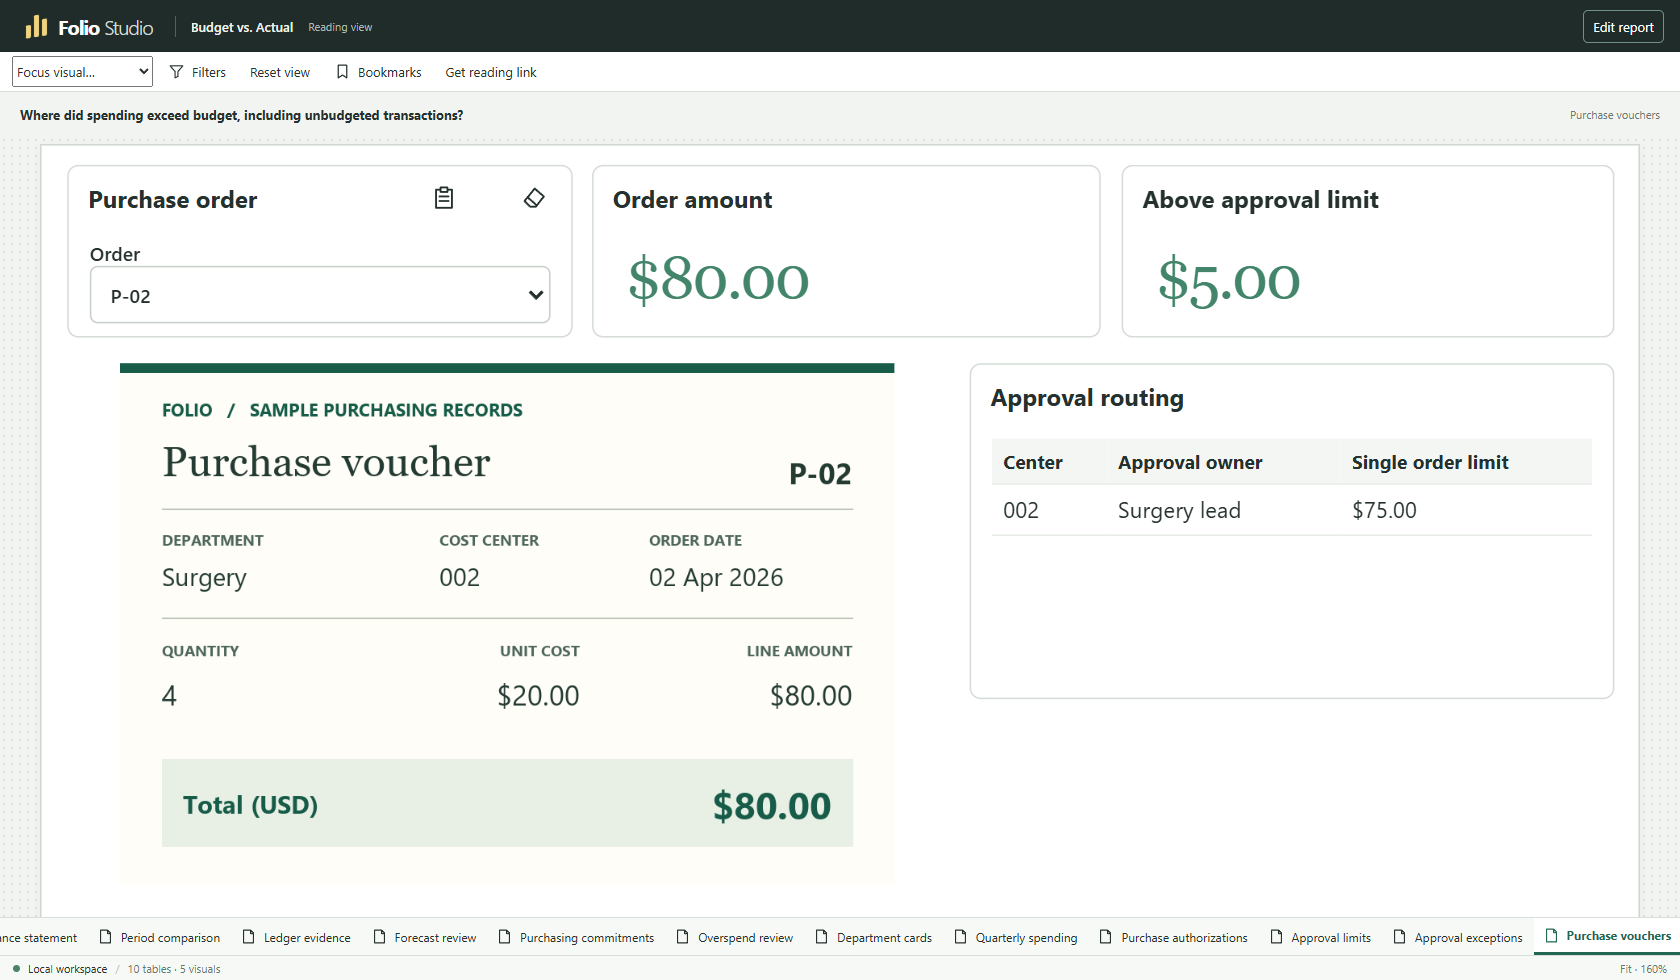 Folio Studio Budget vs. Actual Reading view Edit report
Focus visual... Filters Reset view Bookmarks Get reading link
Where did spending exceed budget, including unbudgeted transactions? Purchase vouchers
Purchase order
Order
P-02
Order amount
$80.00
Above approval limit
$5.00
FOLIO / SAMPLE PURCHASING RECORDS
Purchase voucher P-02
DEPARTMENT COST CENTER ORDER DATE
Surgery 002 02 Apr 2026
QUANTITY UNIT COST LINE AMOUNT
4 $20.00 $80.00
Total (USD) $80.00
Approval routing
Center Approval owner Single order limit
002 Surgery lead $75.00
statement Period comparison Ledger evidence Forecast review Purchasing commitments Overspend review Department cards Quarterly spending Purchase authorizations Approval limits Approval exceptions Purchase vouchers
Local workspace / 10 tables · 5 visuals Fit · 160%